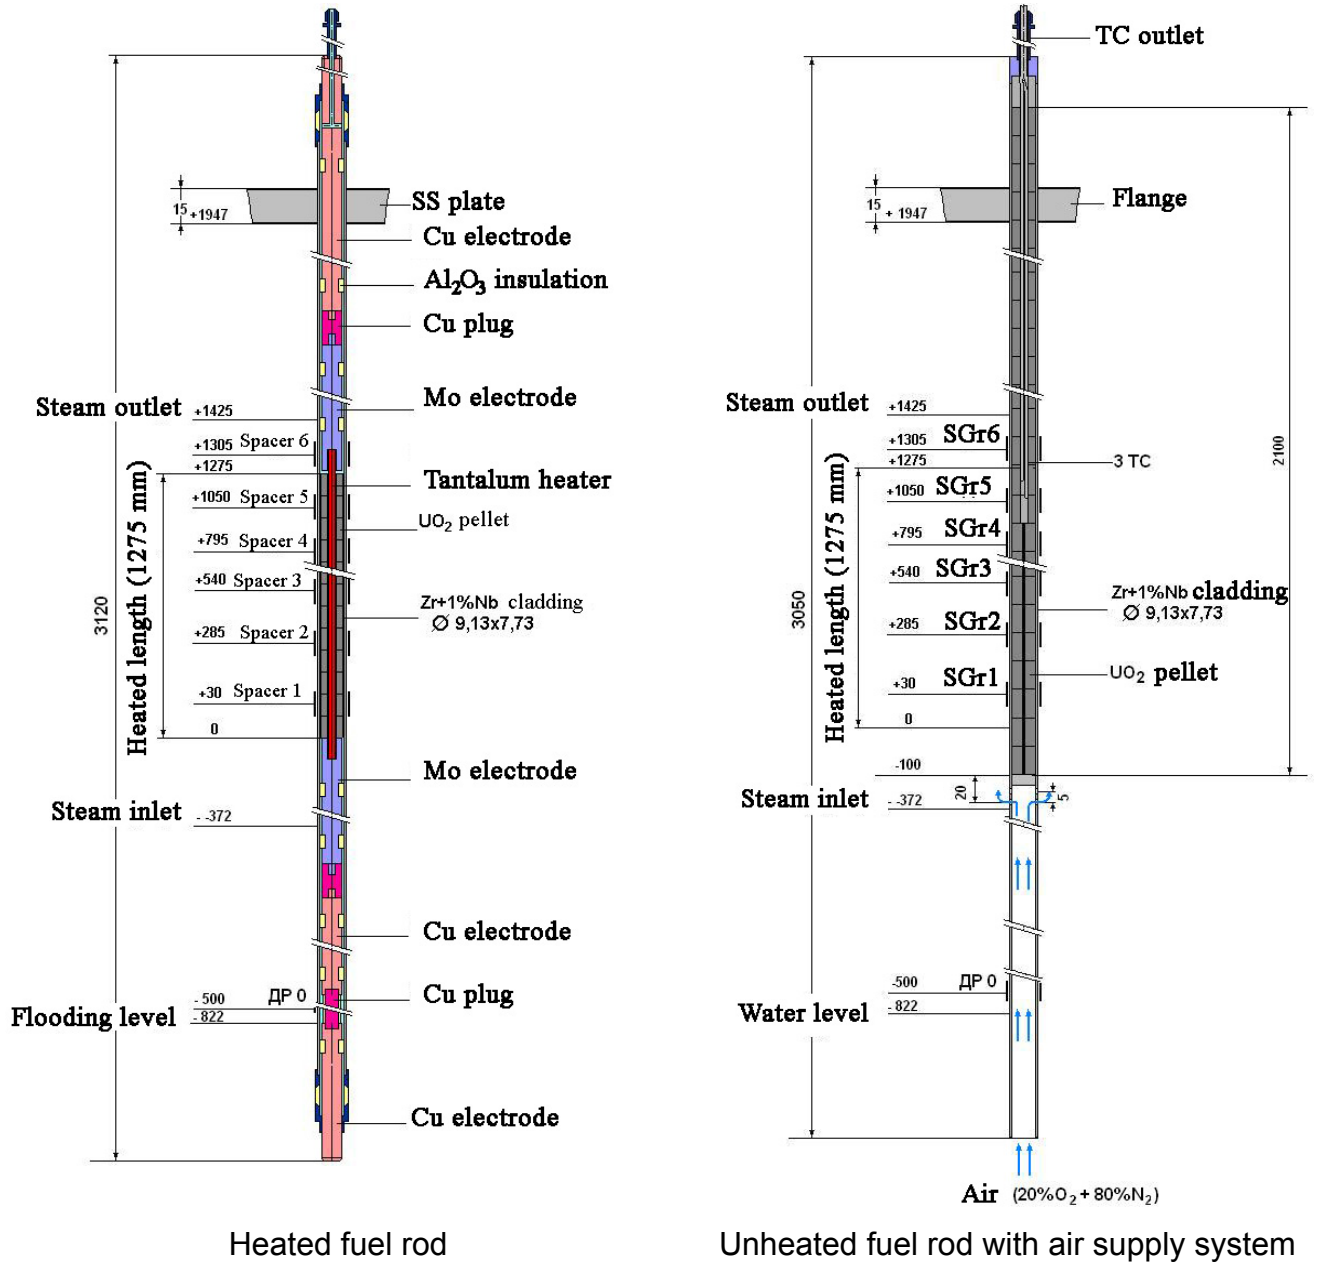 TC outlet
SS plate
15
+1947
Cu electrode
Al₂O₃ insulation
Cu plug
Mo electrode
Steam outlet
+1425
+1305 Spacer 6
+1275
Tantalum heater
+1050 Spacer 5
UO₂ pellet
+795 Spacer 4
+540 Spacer 3
Zr+1%Nb cladding
Ø 9,13x7,73
+285 Spacer 2
+30 Spacer 1
0
Heated length (1275 mm)
3120
Mo electrode
Steam inlet
- -372
Cu electrode
Cu plug
- 500 ДР 0
Flooding level
- 822
Cu electrode
Heated fuel rod
Flange
15
+ 1947
2100
Steam outlet
+1425
+1305 SGr6
+1275
3 TC
+1050 SGr5
+795 SGr4
+540 SGr3
Zr+1%Nb cladding
Ø 9,13x7,73
+285 SGr2
+30 SGr1
UO₂ pellet
0
Heated length (1275 mm)
3050
-100
20
5
Steam inlet
- -372
-500 ДР 0
Water level
- 822
Air (20%O₂ + 80%N₂)
Unheated fuel rod with air supply system